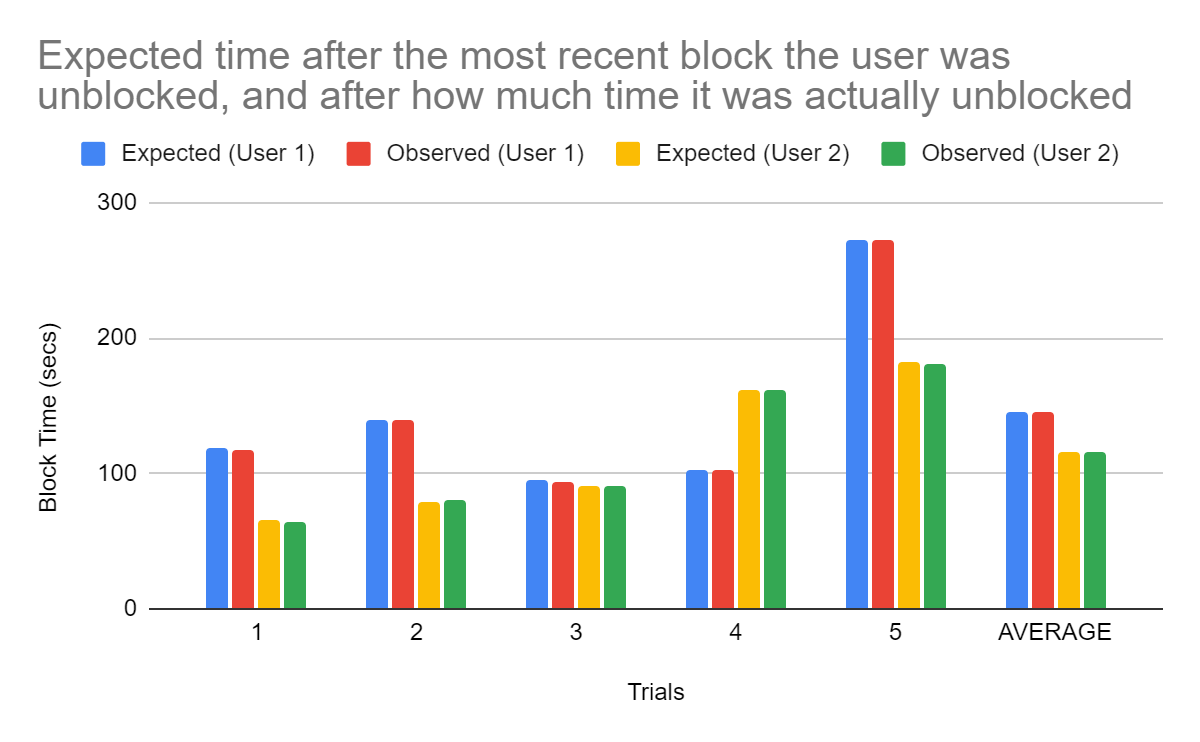 Expected time after the most recent block the user was
unblocked, and after how much time it was actually unblocked
Expected (User 1) Observed (User 1) Expected (User 2) Observed (User 2)
300
200
100
0
Block Time (secs)
1 2 3 4 5 AVERAGE
Trials